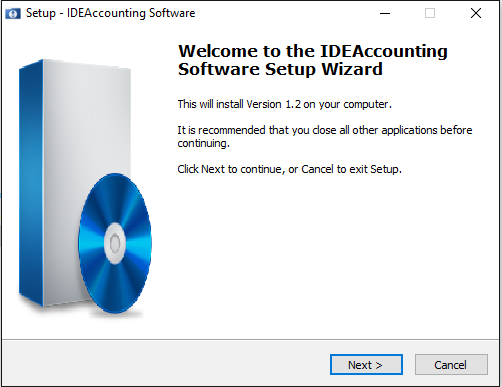 Setup - IDEAccounting Software
Welcome to the IDEAccounting
Software Setup Wizard
This will install Version 1.2 on your computer.
It is recommended that you close all other applications before
continuing.
Click Next to continue, or Cancel to exit Setup.
Next >
Cancel